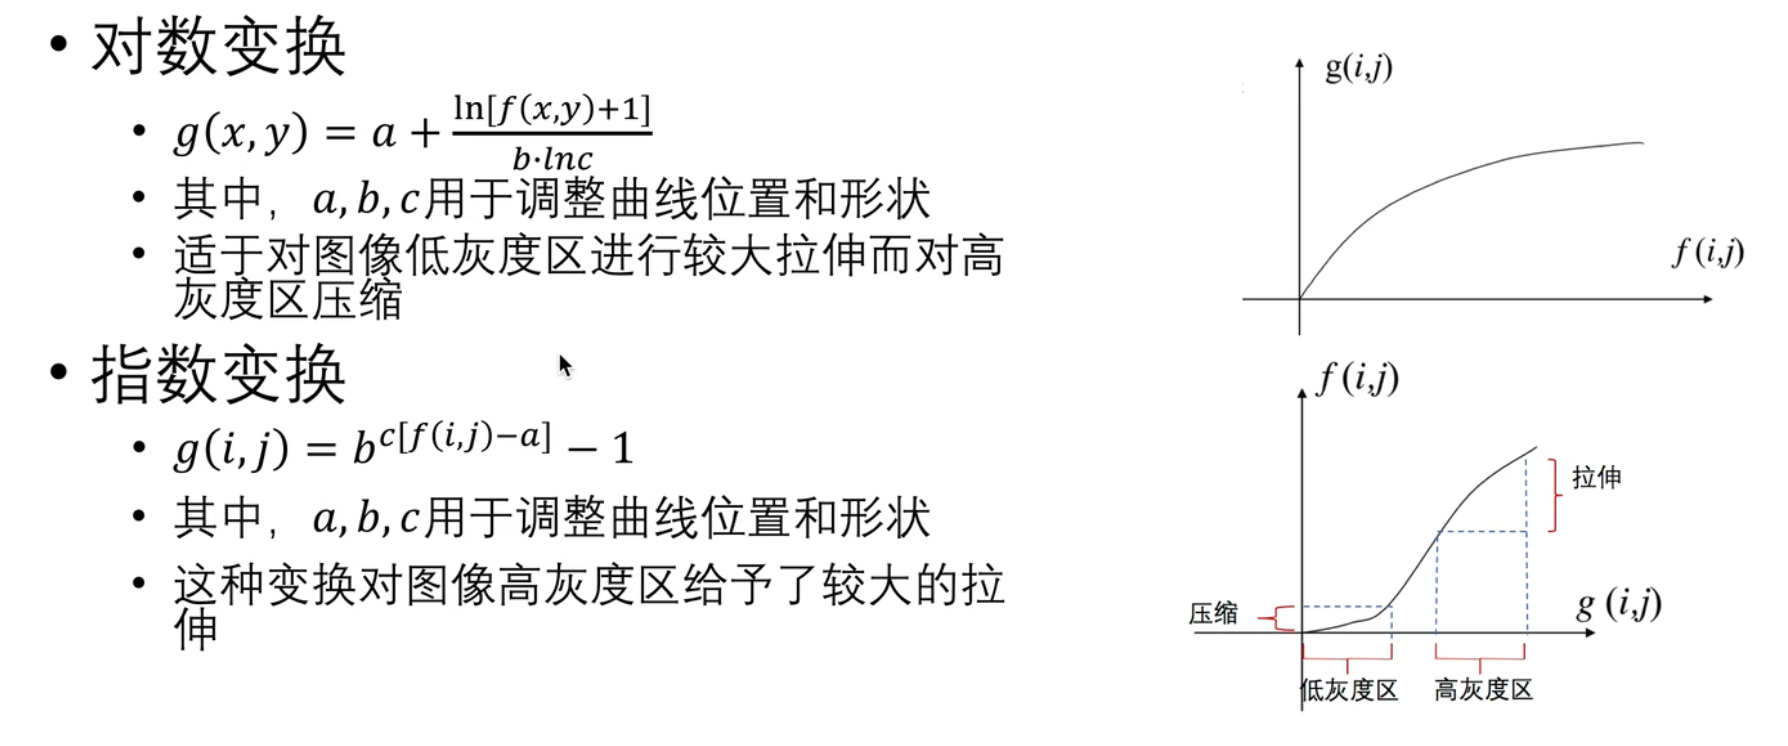 • 对数变换
• g(x, y) = a + ln[f(x,y)+1] / b·lnc
• 其中，a, b, c用于调整曲线位置和形状
• 适于对图像低灰度区进行较大拉伸而对高
灰度区压缩
• 指数变换
• g(i, j) = b^{c[f(i,j)−a]} − 1
• 其中，a, b, c用于调整曲线位置和形状
• 这种变换对图像高灰度区给予了较大的拉
伸
g(i,j)
f (i,j)
f (i,j)
拉伸
压缩
g (i,j)
低灰度区
高灰度区